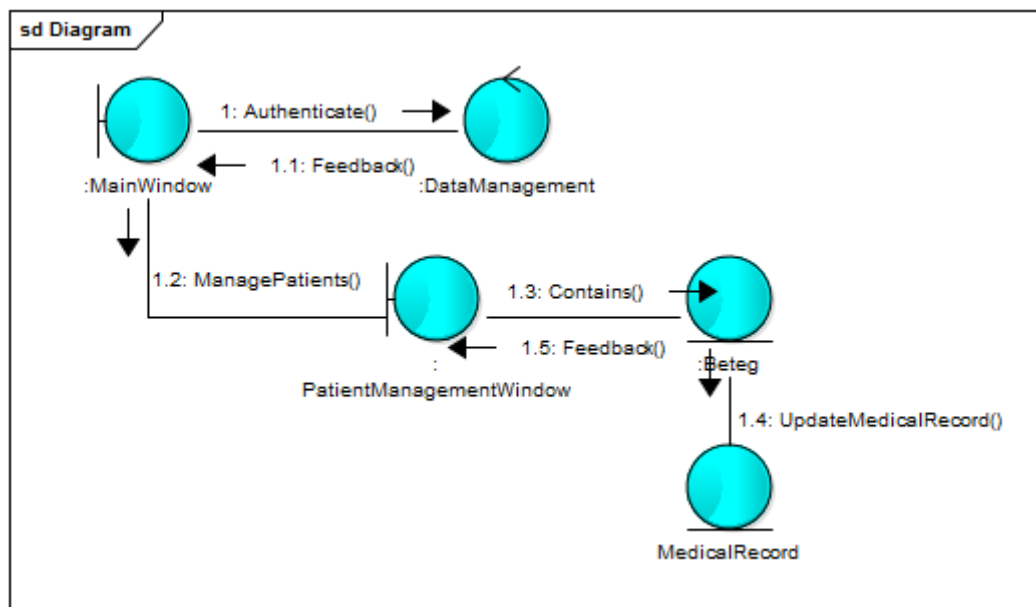 sd Diagram
1: Authenticate()
1.1: Feedback()
:MainWindow
:DataManagement
1.2: ManagePatients()
1.3: Contains()
1.5: Feedback()
:
PatientManagementWindow
:Beteg
1.4: UpdateMedicalRecord()
MedicalRecord